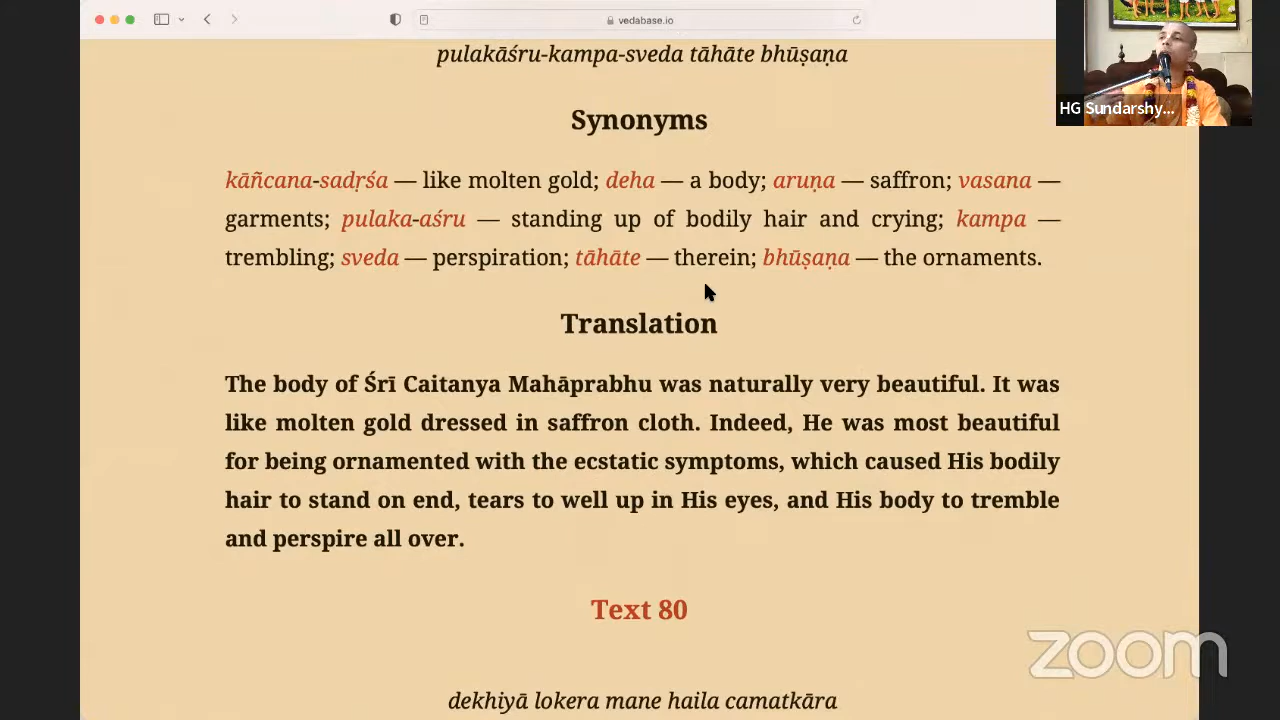 vedabase.io
pulakāśru-kampa-sveda tāhāte bhūṣaṇa
HG Sundarshy...
Synonyms
kāñcana-sadṛśa — like molten gold; deha — a body; aruṇa — saffron; vasana —
garments; pulaka-aśru — standing up of bodily hair and crying; kampa —
trembling; sveda — perspiration; tāhāte — therein; bhūṣaṇa — the ornaments.
Translation
The body of Śrī Caitanya Mahāprabhu was naturally very beautiful. It was
like molten gold dressed in saffron cloth. Indeed, He was most beautiful
for being ornamented with the ecstatic symptoms, which caused His bodily
hair to stand on end, tears to well up in His eyes, and His body to tremble
and perspire all over.
Text 80
zoom
dekhiyā lokera mane haila camatkāra